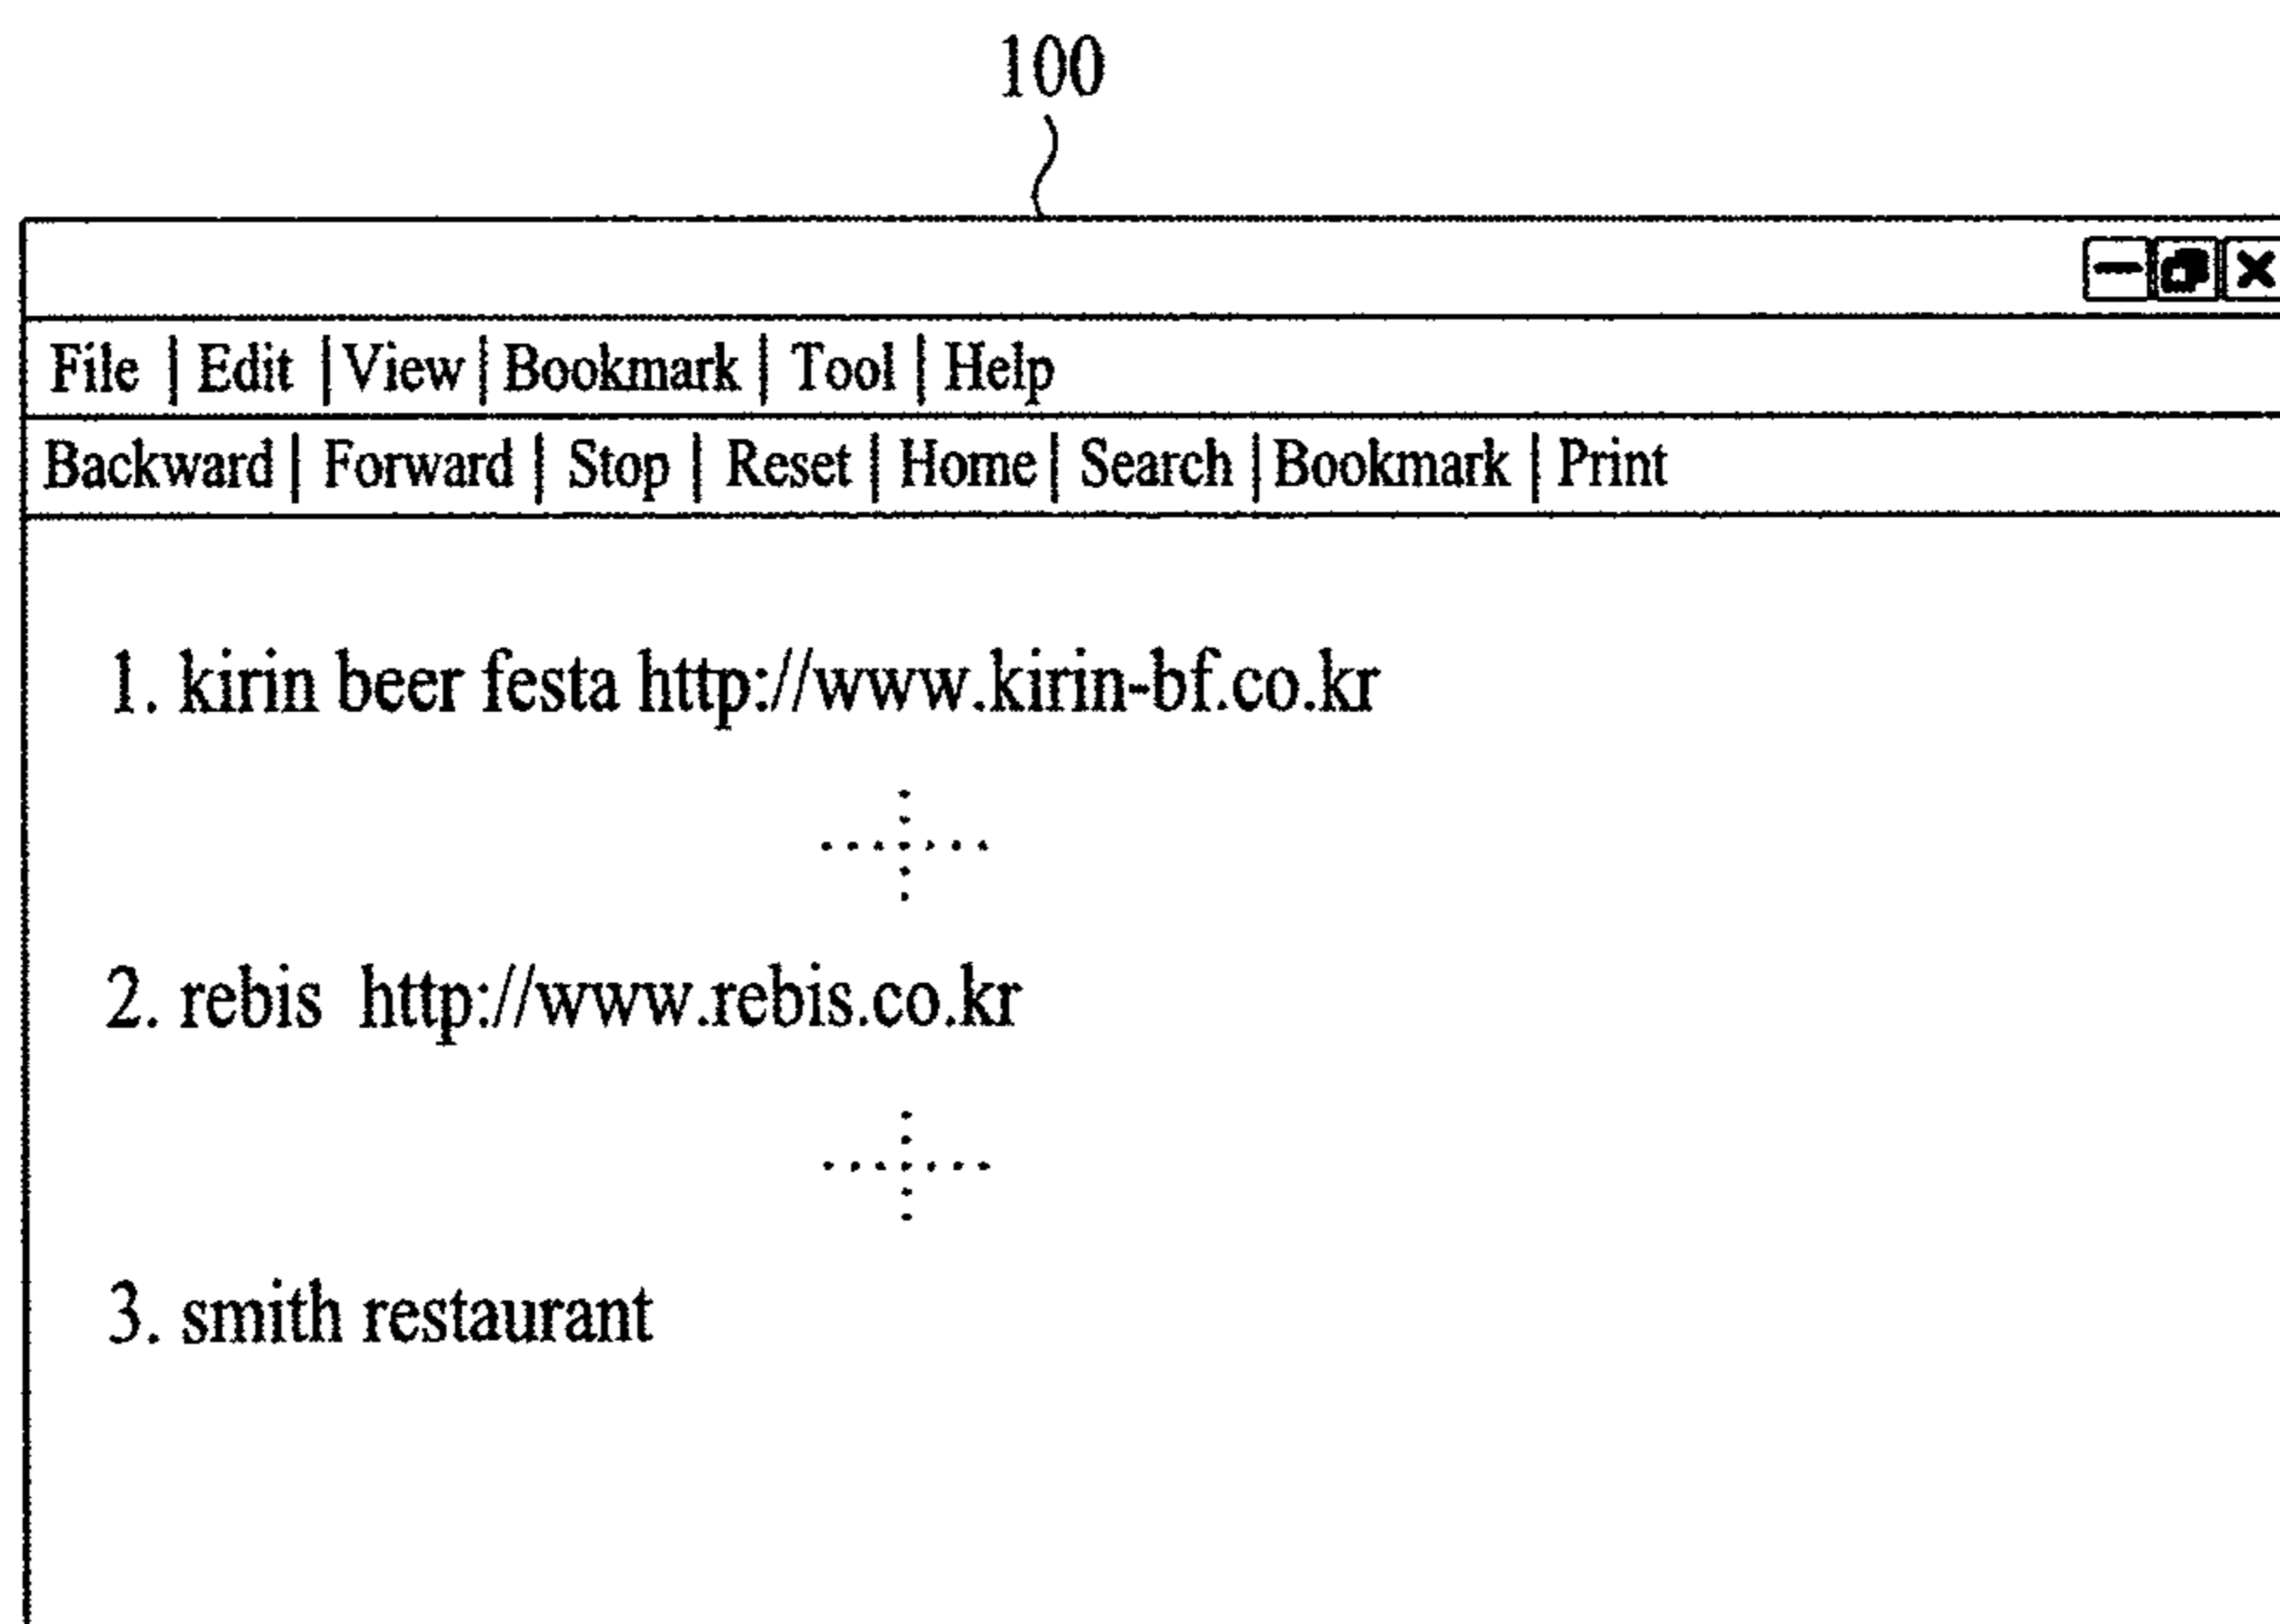 100
File | Edit | View | Bookmark | Tool | Help
Backward | Forward | Stop | Reset | Home | Search | Bookmark | Print
1. kirin beer festa http://www.kirin-bf.co.kr
2. rebis http://www.rebis.co.kr
3. smith restaurant